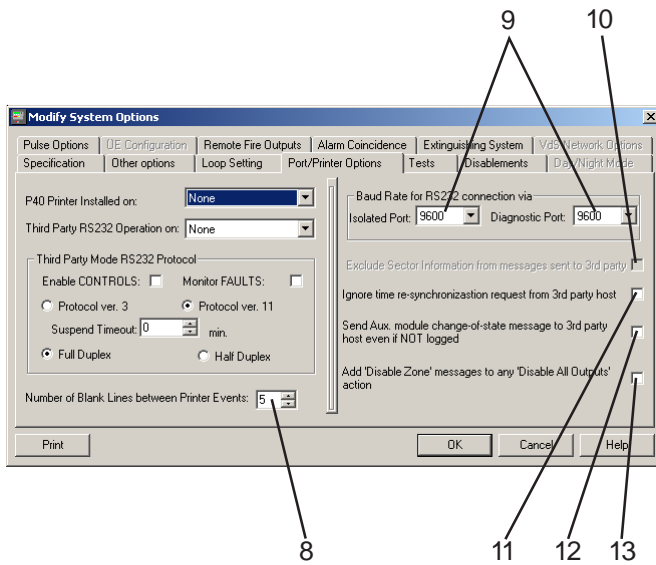 9
10
Modify System Options
Pulse Options
UE Configuration
Remote Fire Outputs
Alarm Coincidence
Extinguishing System
VdS Network Options
Specification
Other options
Loop Setting
Port/Printer Options
Tests
Disablements
Day/Night Mode
P40 Printer Installed on: None
Third Party RS232 Operation on: None
Third Party Mode RS232 Protocol
Enable CONTROLS:
Monitor FAULTS:
Protocol ver. 3
Protocol ver. 11
Suspend Timeout: 0 min.
Full Duplex
Half Duplex
Number of Blank Lines between Printer Events: 5
Baud Rate for RS232 connection via
Isolated Port: 9600
Diagnostic Port: 9600
Exclude Sector Information from messages sent to 3rd party
Ignore time re-synchronizastion request from 3rd party host
Send Aux. module change-of-state message to 3rd party
host even if NOT logged
Add 'Disable Zone' messages to any 'Disable All Outputs'
action
Print
OK
Cancel
Help
8
11
12
13